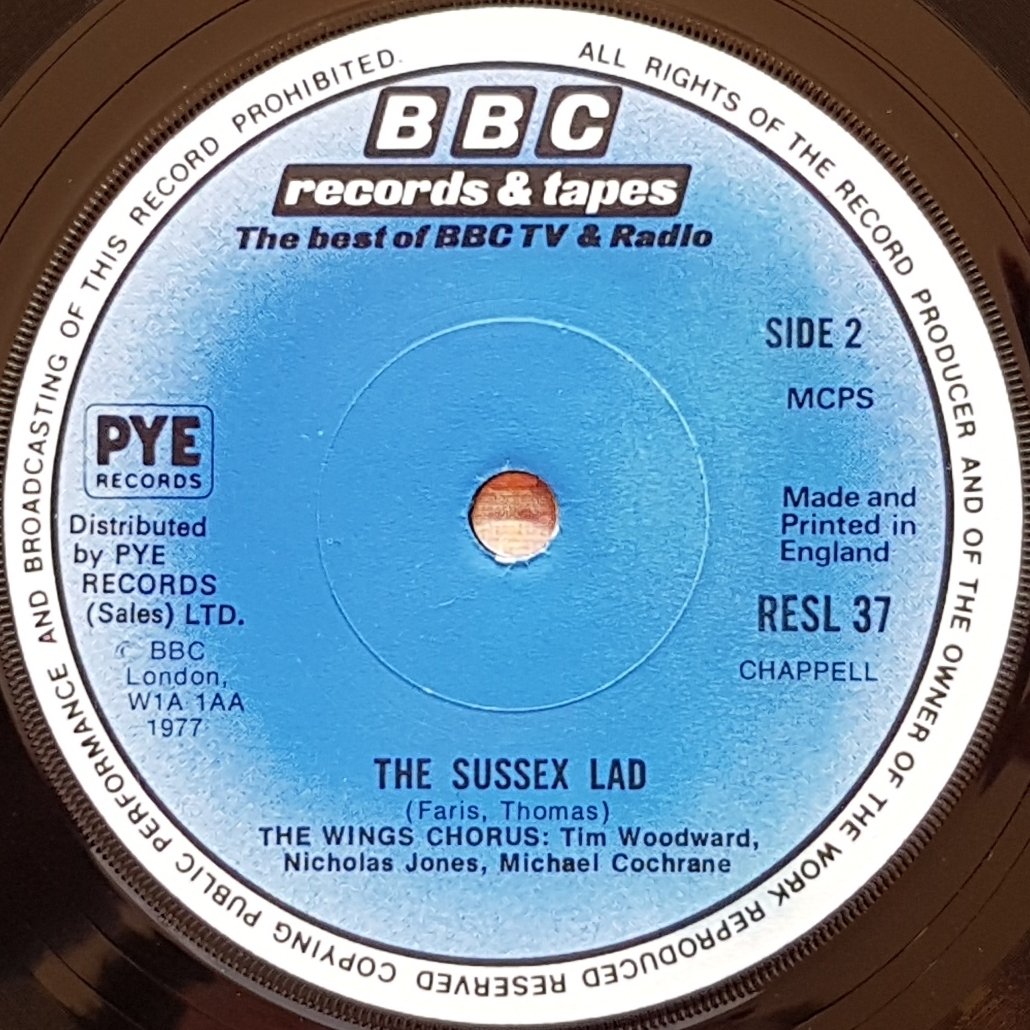 ALL RIGHTS OF THE RECORD PRODUCER AND OF THE OWNER OF THE WORK REPRODUCED RESERVED COPYING PUBLIC PERFORMANCE AND BROADCASTING OF THIS RECORD PROHIBITED.
BBC
records & tapes
The best of BBC TV & Radio
SIDE 2
MCPS
PYE
RECORDS
Distributed
by PYE
RECORDS
(Sales) LTD.
© BBC
London,
W1A 1AA
1977
Made and
Printed in
England
RESL 37
CHAPPELL
THE SUSSEX LAD
(Faris, Thomas)
THE WINGS CHORUS: Tim Woodward,
Nicholas Jones, Michael Cochrane